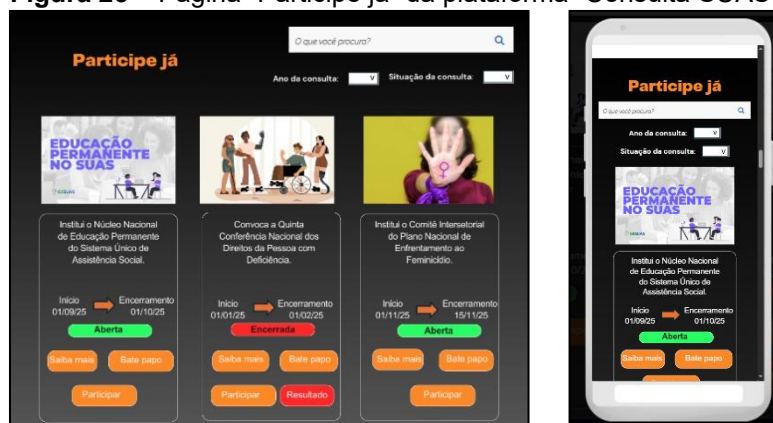 Figura 20 – Página "Participe já" da plataforma "Consulta SUAS"
O que você procura?
Participe já
Ano da consulta: v Situação da consulta: v
EDUCAÇÃO
PERMANENTE
NO SUAS
Institui o Núcleo Nacional
de Educação Permanente
do Sistema Único de
Assistência Social.
Início Encerramento
01/09/25 01/10/25
Aberta
Saiba mais Bate papo
Participar
Convoca a Quinta
Conferência Nacional dos
Direitos da Pessoa com
Deficiência.
Início Encerramento
01/01/25 01/02/25
Encerrada
Saiba mais Bate papo
Participar Resultado
Institui o Comitê Intersetorial
do Plano Nacional de
Enfrentamento ao
Feminicídio.
Início Encerramento
01/11/25 15/11/25
Aberta
Saiba mais Bate papo
Participar
Participe já
O que você procura?
Ano da consulta: v
Situação da consulta: v
EDUCAÇÃO
PERMANENTE
NO SUAS
Institui o Núcleo Nacional
de Educação Permanente
do Sistema Único de
Assistência Social.
Início Encerramento
01/09/25 01/10/25
Aberta
Saiba mais Bate papo